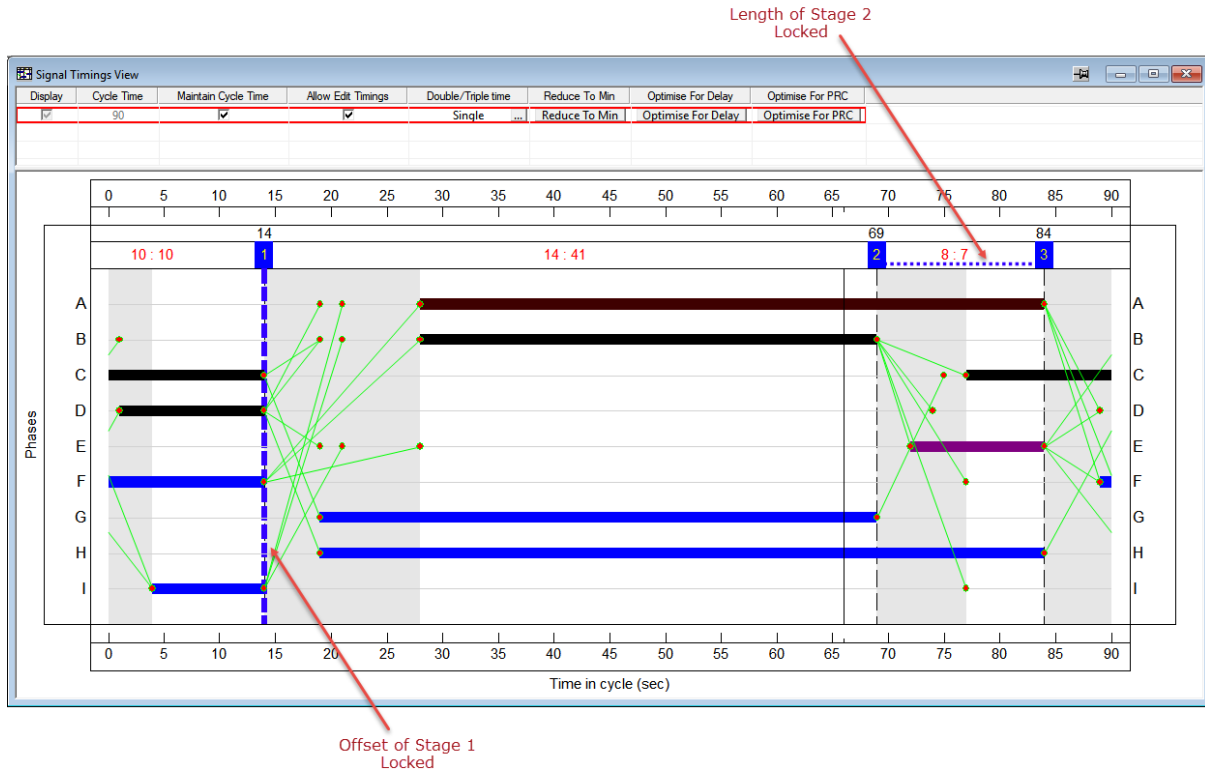 Length of Stage 2
Locked
Signal Timings View
Display Cycle Time Maintain Cycle Time Allow Edit Timings Double/Triple time Reduce To Min Optimise For Delay Optimise For PRC
90 Single ... Reduce To Min Optimise For Delay Optimise For PRC
0 5 10 15 20 25 30 35 40 45 50 55 60 65 70 75 80 85 90
14 69 84
10 : 10 1 14 : 41 2 8 : 7 3
A A
B B
C C
D D
E E
F F
G G
H H
I I
Phases
0 5 10 15 20 25 30 35 40 45 50 55 60 65 70 75 80 85 90
Time in cycle (sec)
Offset of Stage 1
Locked